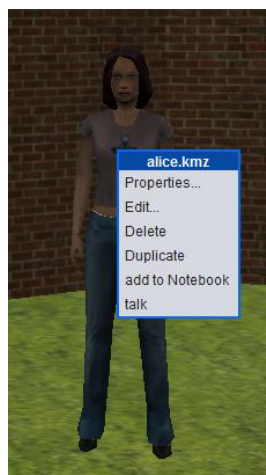 alice.kmz
Properties...
Edit...
Delete
Duplicate
add to Notebook
talk